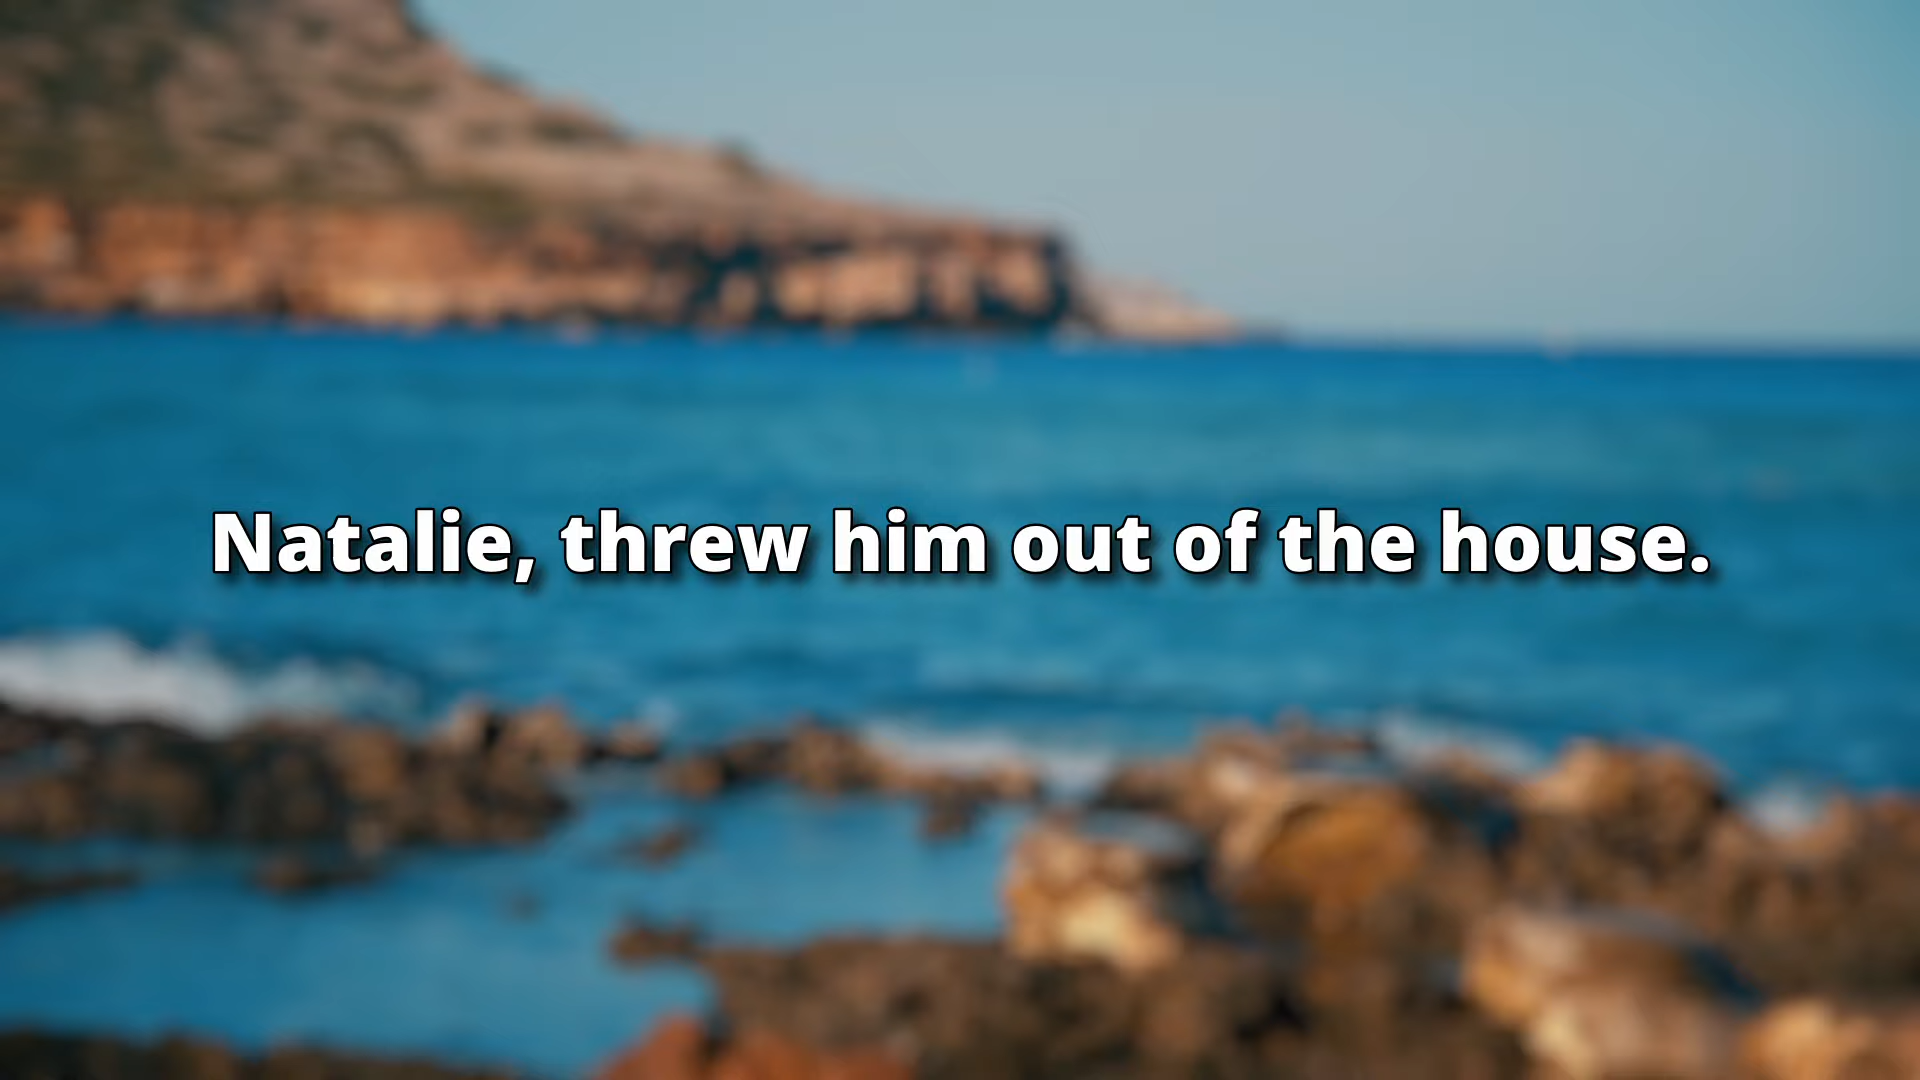 Natalie, threw him out of the house.